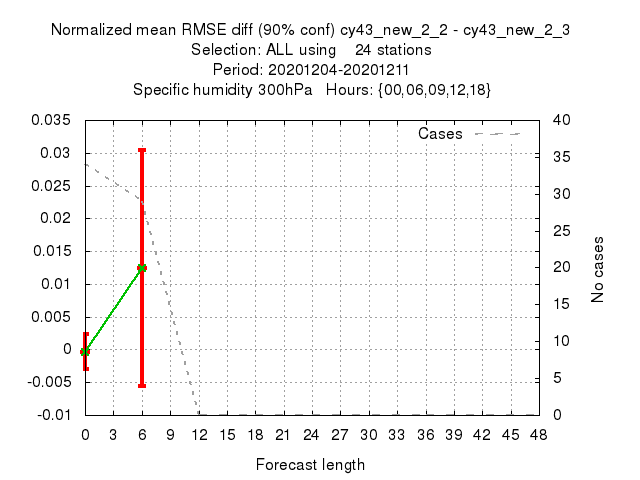 Normalized mean RMSE diff (90% conf) cy43_new_2_2 - cy43_new_2_3
Selection: ALL using    24 stations
Period: 20201204-20201211
Specific humidity 300hPa   Hours: {00,06,09,12,18}
Cases
0.035
0.03
0.025
0.02
0.015
0.01
0.005
0
-0.005
-0.01
40
35
30
25
20
15
10
5
0
No cases
0 3 6 9 12 15 18 21 24 27 30 33 36 39 42 45 48
Forecast length